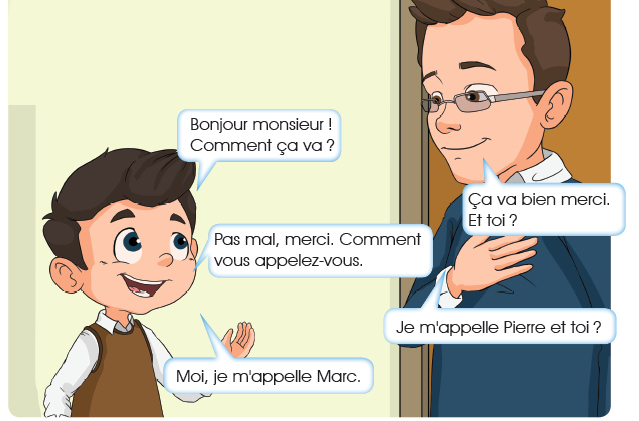 Bonjour monsieur !
Comment ça va ?
Ça va bien merci.
Et toi ?
Pas mal, merci. Comment
vous appelez-vous.
Je m'appelle Pierre et toi ?
Moi, je m'appelle Marc.